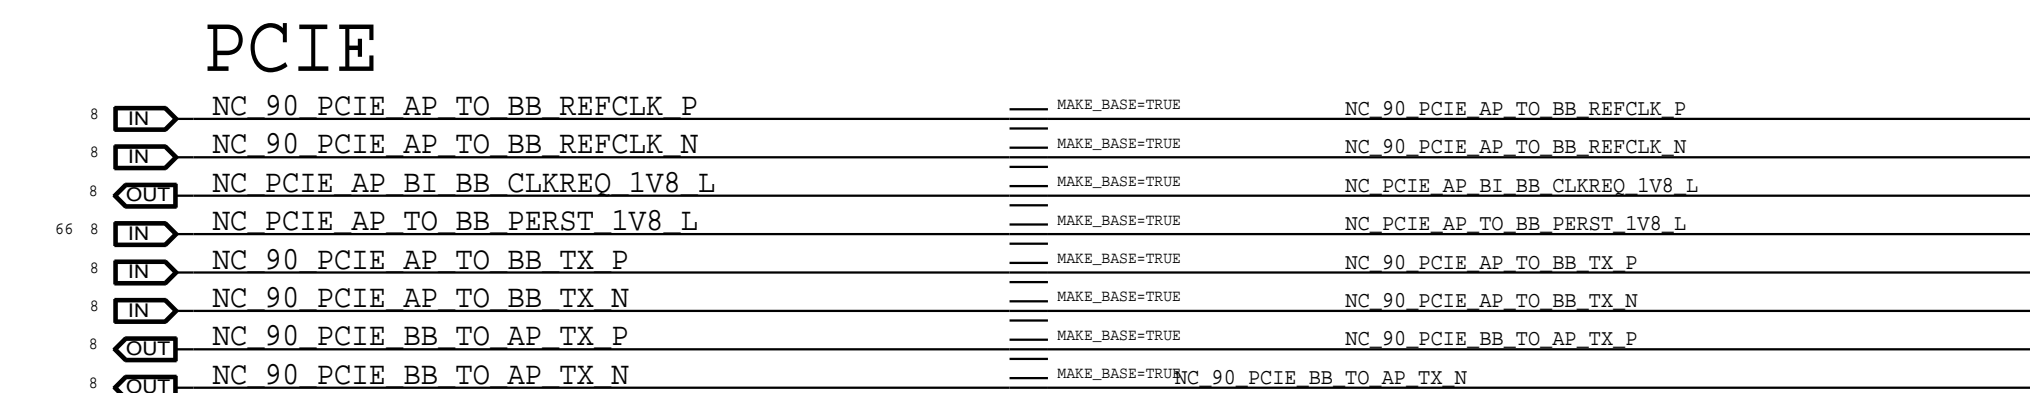 PCIE
8 IN NC_90_PCIE_AP_TO_BB_REFCLK_P MAKE_BASE=TRUE NC_90_PCIE_AP_TO_BB_REFCLK_P
8 IN NC_90_PCIE_AP_TO_BB_REFCLK_N MAKE_BASE=TRUE NC_90_PCIE_AP_TO_BB_REFCLK_N
8 OUT NC_PCIE_AP_BI_BB_CLKREQ_1V8_L MAKE_BASE=TRUE NC_PCIE_AP_BI_BB_CLKREQ_1V8_L
66 8 IN NC_PCIE_AP_TO_BB_PERST_1V8_L MAKE_BASE=TRUE NC_PCIE_AP_TO_BB_PERST_1V8_L
8 IN NC_90_PCIE_AP_TO_BB_TX_P MAKE_BASE=TRUE NC_90_PCIE_AP_TO_BB_TX_P
8 IN NC_90_PCIE_AP_TO_BB_TX_N MAKE_BASE=TRUE NC_90_PCIE_AP_TO_BB_TX_N
8 OUT NC_90_PCIE_BB_TO_AP_TX_P MAKE_BASE=TRUE NC_90_PCIE_BB_TO_AP_TX_P
8 OUT NC_90_PCIE_BB_TO_AP_TX_N MAKE_BASE=TRUE NC_90_PCIE_BB_TO_AP_TX_N